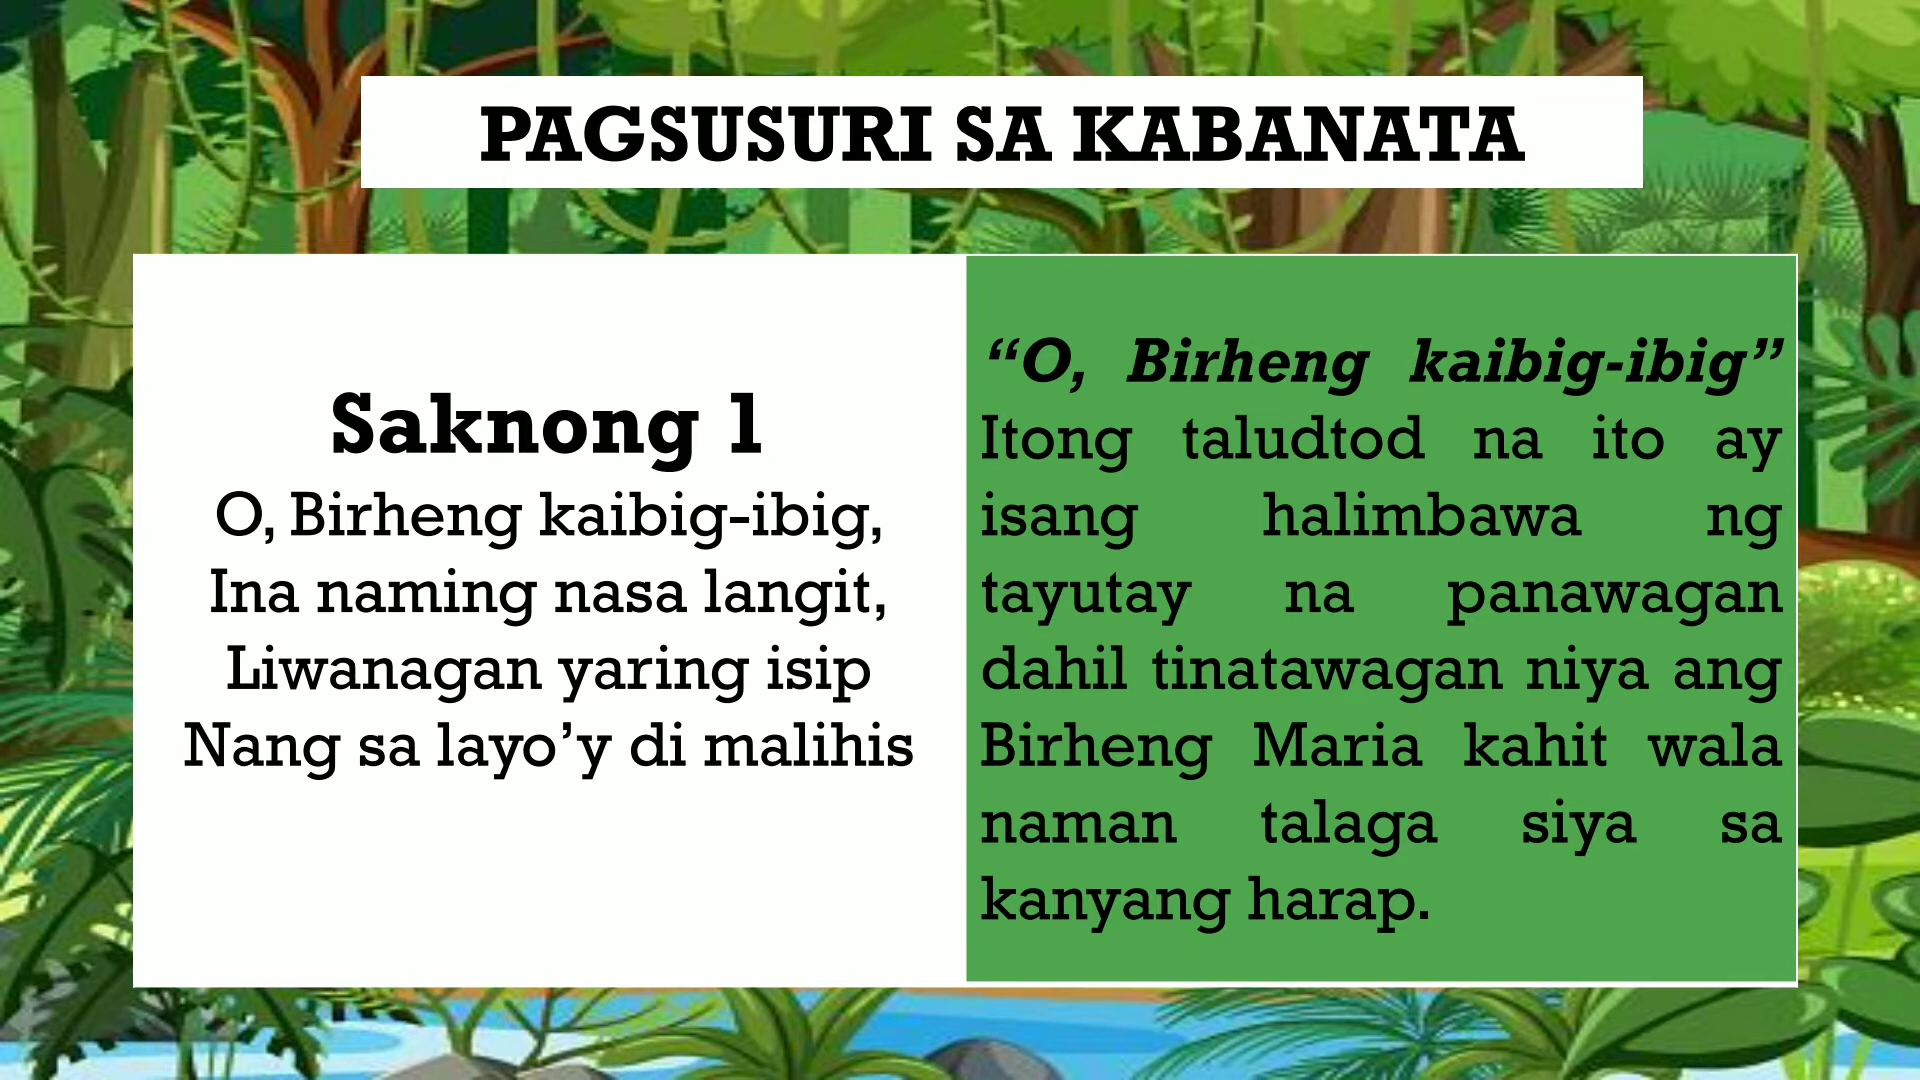 PAGSUSURI SA KABANATA
Saknong 1
O, Birheng kaibig-ibig,
Ina naming nasa langit,
Liwanagan yaring isip
Nang sa layo’y di malihis
“O, Birheng kaibig-ibig”
Itong taludtod na ito ay
isang halimbawa ng
tayutay na panawagan
dahil tinatawagan niya ang
Birheng Maria kahit wala
naman talaga siya sa
kanyang harap.